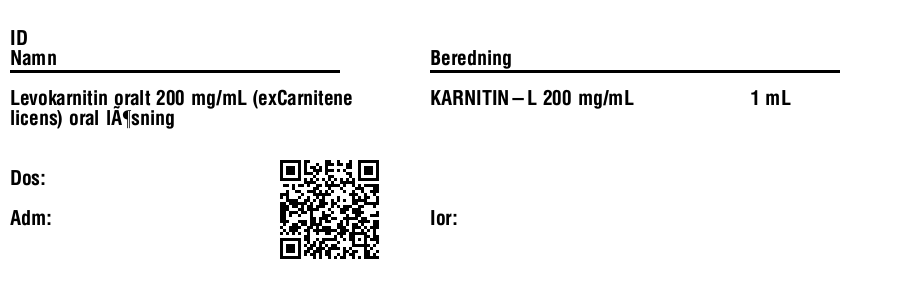 ID
Namn
Beredning
Levokarnitin oralt 200 mg/mL (exCarnitene
licens) oral lÃ¶sning
KARNITIN–L 200 mg/mL 1 mL
Dos:
Adm:
Ior: